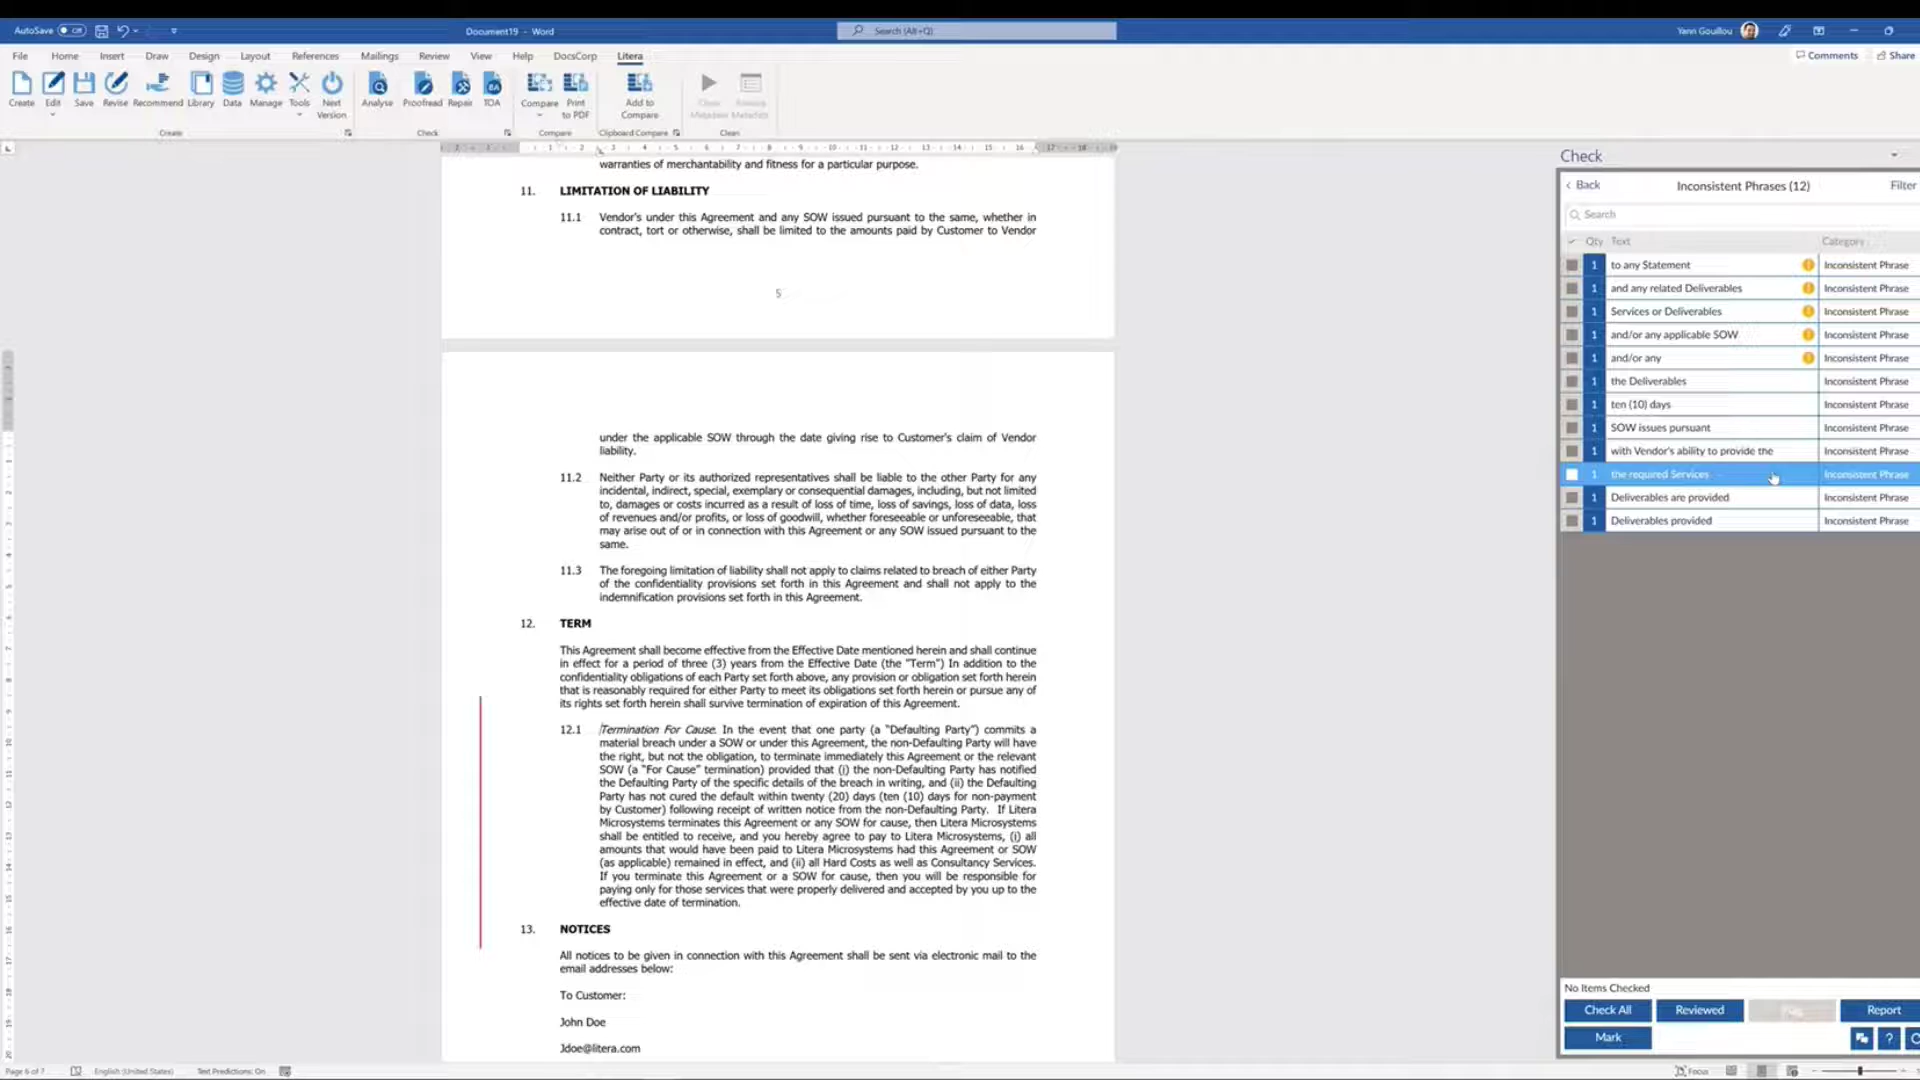 AutoSave Off
Document19 - Word
Search (Alt+Q)
Yann Gouillou
File Home Insert Draw Design Layout References Mailings Review View Help DocsCorp Litera
Comments Share
Create Edit Save Revise Recommend Library Data Manage Tools Next Version Analyse Proofread Repair TOA Compare Print to PDF Add to Compare Clean Metadata Metadata
Create Check Compare Clipboard Compare Clean
warranties of merchantability and fitness for a particular purpose.
11. LIMITATION OF LIABILITY
11.1 Vendor's under this Agreement and any SOW issued pursuant to the same, whether in
contract, tort or otherwise, shall be limited to the amounts paid by Customer to Vendor
5
under the applicable SOW through the date giving rise to Customer's claim of Vendor
liability.
11.2 Neither Party or its authorized representatives shall be liable to the other Party for any
incidental, indirect, special, exemplary or consequential damages, including, but not limited
to, damages or costs incurred as a result of loss of time, loss of savings, loss of data, loss
of revenues and/or profits, or loss of goodwill, whether foreseeable or unforeseeable, that
may arise out of or in connection with this Agreement or any SOW issued pursuant to the
same.
11.3 The foregoing limitation of liability shall not apply to claims related to breach of either Party
of the confidentiality provisions set forth in this Agreement and shall not apply to the
indemnification provisions set forth in this Agreement.
12. TERM
This Agreement shall become effective from the Effective Date mentioned herein and shall continue
in effect for a period of three (3) years from the Effective Date (the "Term") In addition to the
confidentiality obligations of each Party set forth above, any provision or obligation set forth herein
that is reasonably required for either Party to meet its obligations set forth herein or pursue any of
its rights set forth herein shall survive termination of expiration of this Agreement.
12.1 Termination For Cause. In the event that one party (a “Defaulting Party”) commits a
material breach under a SOW or under this Agreement, the non-Defaulting Party will have
the right, but not the obligation, to terminate immediately this Agreement or the relevant
SOW (a “For Cause” termination) provided that (i) the non-Defaulting Party has notified
the Defaulting Party of the specific details of the breach in writing, and (ii) the Defaulting
Party has not cured the default within twenty (20) days (ten (10) days for non-payment
by Customer) following receipt of written notice from the non-Defaulting Party. If Litera
Microsystems terminates this Agreement or any SOW for cause, then Litera Microsystems
shall be entitled to receive, and you hereby agree to pay to Litera Microsystems, (i) all
amounts that would have been paid to Litera Microsystems had this Agreement or SOW
(as applicable) remained in effect, and (ii) all Hard Costs as well as Consultancy Services.
If you terminate this Agreement or a SOW for cause, then you will be responsible for
paying only for those services that were properly delivered and accepted by you up to the
effective date of termination.
13. NOTICES
All notices to be given in connection with this Agreement shall be sent via electronic mail to the
email addresses below:
To Customer:
John Doe
Jdoe@litera.com
Check
Back Inconsistent Phrases (12) Filter
Search
Qty Text Category
1 to any Statement Inconsistent Phrase
1 and any related Deliverables Inconsistent Phrase
1 Services or Deliverables Inconsistent Phrase
1 and/or any applicable SOW Inconsistent Phrase
1 and/or any Inconsistent Phrase
1 the Deliverables Inconsistent Phrase
1 ten (10) days Inconsistent Phrase
1 SOW issues pursuant Inconsistent Phrase
1 with Vendor's ability to provide the Inconsistent Phrase
1 the required Services Inconsistent Phrase
1 Deliverables are provided Inconsistent Phrase
1 Deliverables provided Inconsistent Phrase
No Items Checked
Check All Reviewed Report
Mark ?
Page 6 of 7 English (United States) Text Predictions: On Focus